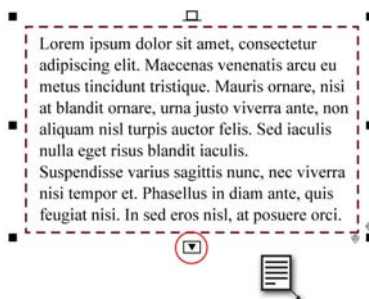 Lorem ipsum dolor sit amet, consectetur
adipiscing elit. Maecenas venenatis arcu eu
metus tincidunt tristique. Mauris ornare, nisi
at blandit ornare, urna justo viverra ante, non
aliquam nisl turpis auctor felis. Sed iaculis
nulla eget risus blandit iaculis.
Suspendisse varius sagittis nunc, nec viverra
nisi tempor et. Phasellus in diam ante, quis
feugiat nisi. In sed eros nisl, at posuere orci.